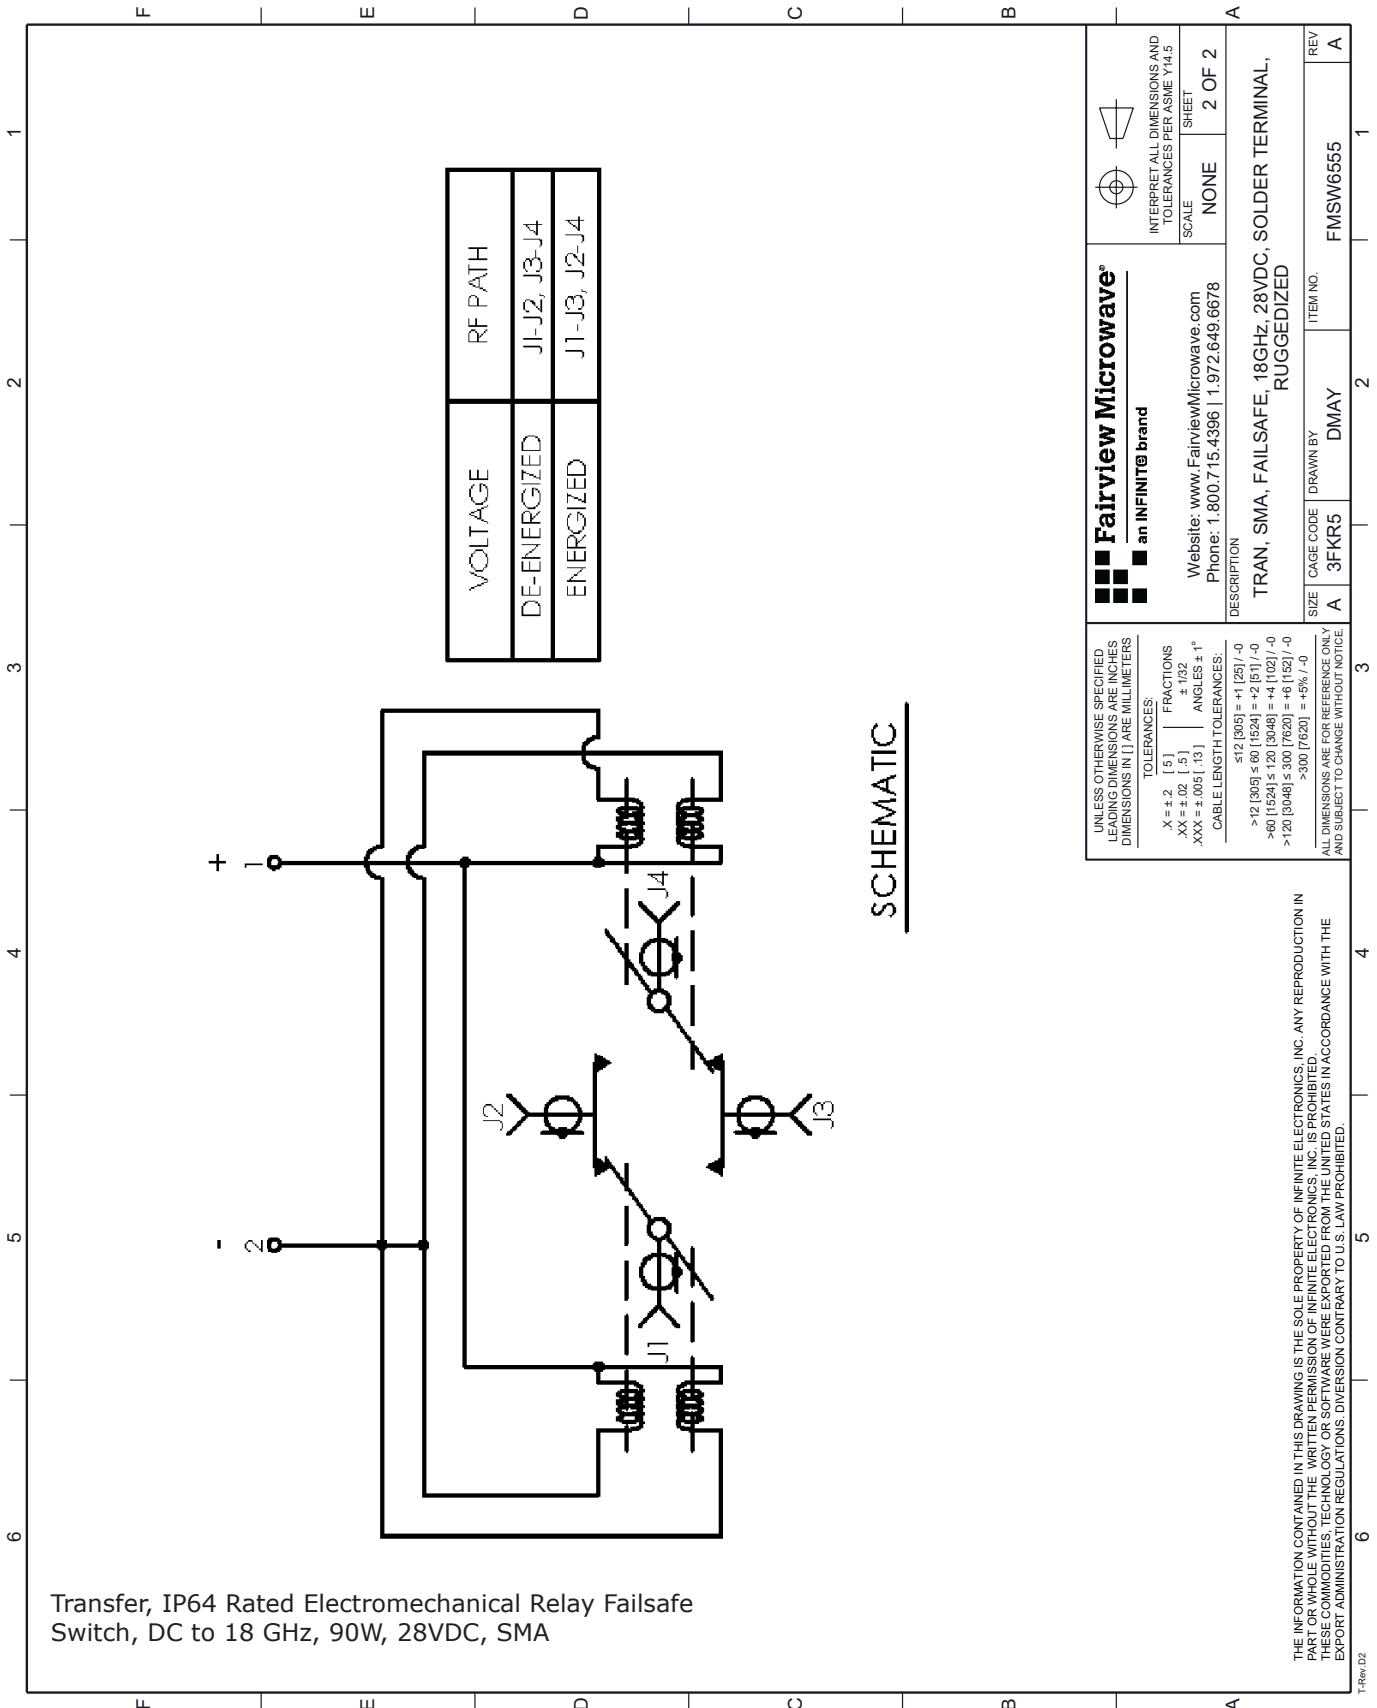 F
E
D
C
B
A
1
2
3
4
5
6
+
1
-
2
J2
J1
J4
J3
SCHEMATIC
VOLTAGE
RF PATH
DE-ENERGIZED
J1-J2, J3-J4
ENERGIZED
J1-J3, J2-J4
UNLESS OTHERWISE SPECIFIED
LEADING DIMENSIONS ARE INCHES
DIMENSIONS IN [ ] ARE MILLIMETERS
TOLERANCES:
.X = ± .2 [ 5 ]
.XX = ± .02 [ .5 ]
.XXX = ± .005 [ .13 ]
FRACTIONS
± 1/32
ANGLES ± 1°
CABLE LENGTH TOLERANCES:
≤12 [305] = +1 [25] / -0
>12 [305] ≤ 60 [1524] = +2 [51] / -0
>60 [1524] ≤ 120 [3048] = +4 [102] / -0
>120 [3048] ≤ 300 [7620] = +6 [152] / -0
>300 [7620] = +5% / -0
ALL DIMENSIONS ARE FOR REFERENCE ONLY
AND SUBJECT TO CHANGE WITHOUT NOTICE.
Fairview Microwave®
an INFINITE brand
Website: www.FairviewMicrowave.com
Phone: 1.800.715.4396 | 1.972.649.6678
INTERPRET ALL DIMENSIONS AND
TOLERANCES PER ASME Y14.5
SCALE
NONE
SHEET
2 OF 2
DESCRIPTION
TRAN, SMA, FAILSAFE, 18GHz, 28VDC, SOLDER TERMINAL,
RUGGEDIZED
SIZE
A
CAGE CODE
3FKR5
DRAWN BY
DMAY
ITEM NO.
FMSW6555
REV
A
THE INFORMATION CONTAINED IN THIS DRAWING IS THE SOLE PROPERTY OF INFINITE ELECTRONICS, INC. ANY REPRODUCTION IN
PART OR WHOLE WITHOUT THE WRITTEN PERMISSION OF INFINITE ELECTRONICS, INC. IS PROHIBITED.
THESE COMMODITIES, TECHNOLOGY OR SOFTWARE WERE EXPORTED FROM THE UNITED STATES IN ACCORDANCE WITH THE
EXPORT ADMINISTRATION REGULATIONS. DIVERSION CONTRARY TO U.S. LAW PROHIBITED.
T-Rev.D2
6
5
4
3
2
1
F
E
D
C
B
A
Transfer, IP64 Rated Electromechanical Relay Failsafe
Switch, DC to 18 GHz, 90W, 28VDC, SMA